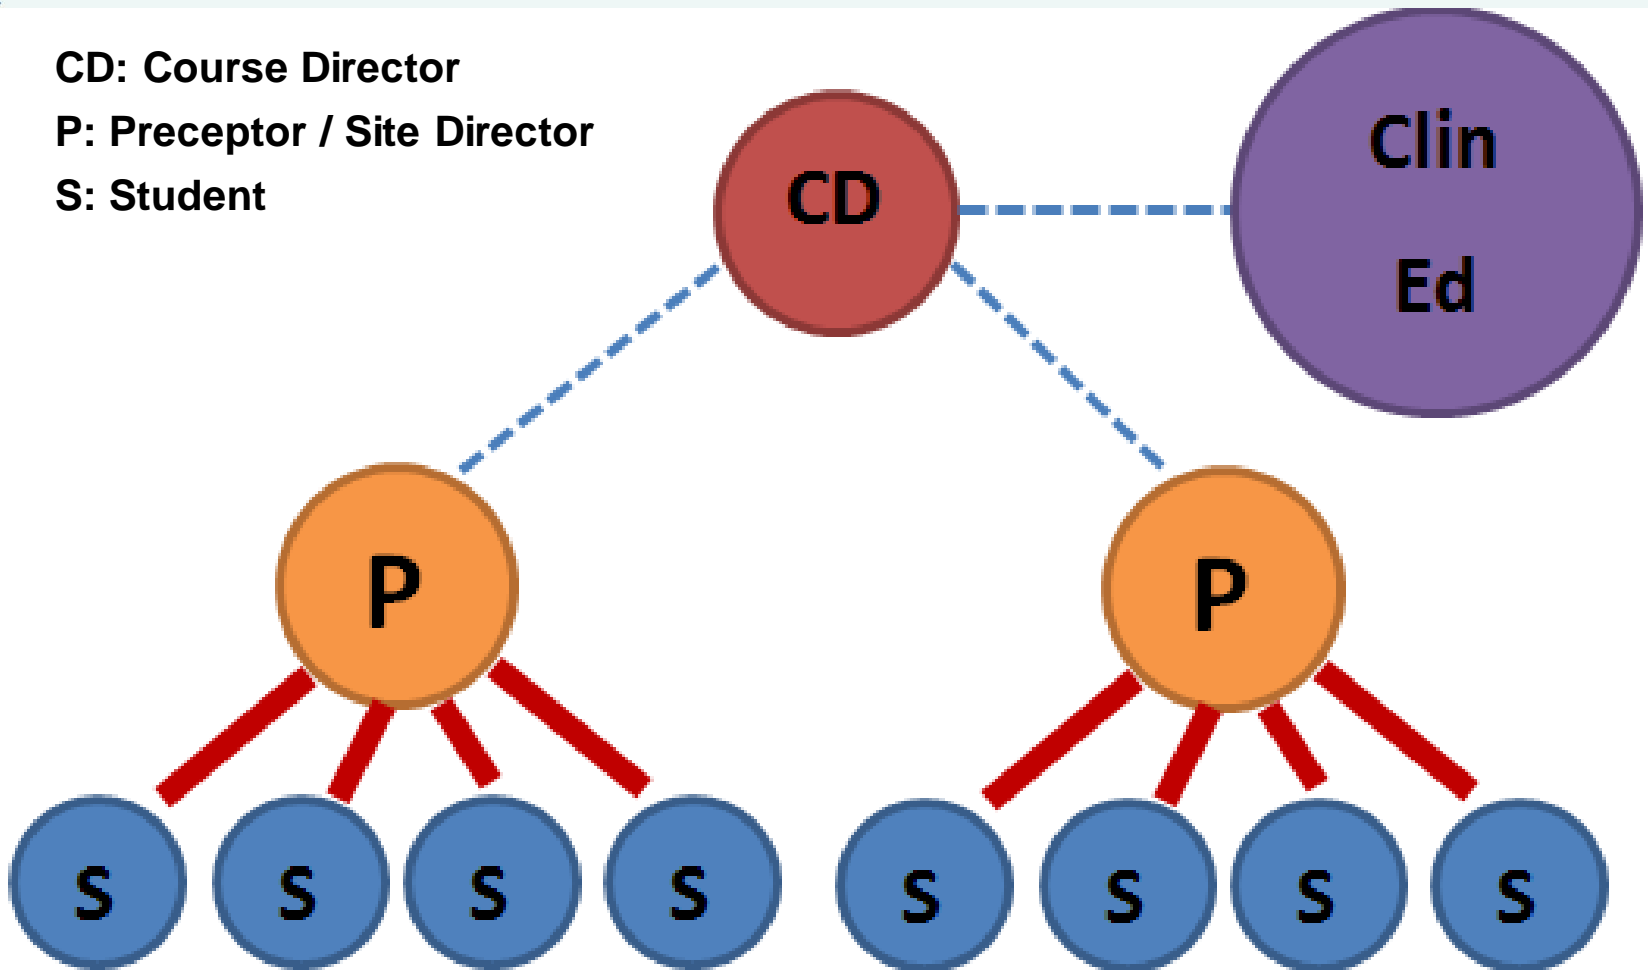 CD: Course Director
P: Preceptor / Site Director
S: Student
CD
Clin
Ed
P
P
S
S
S
S
S
S
S
S